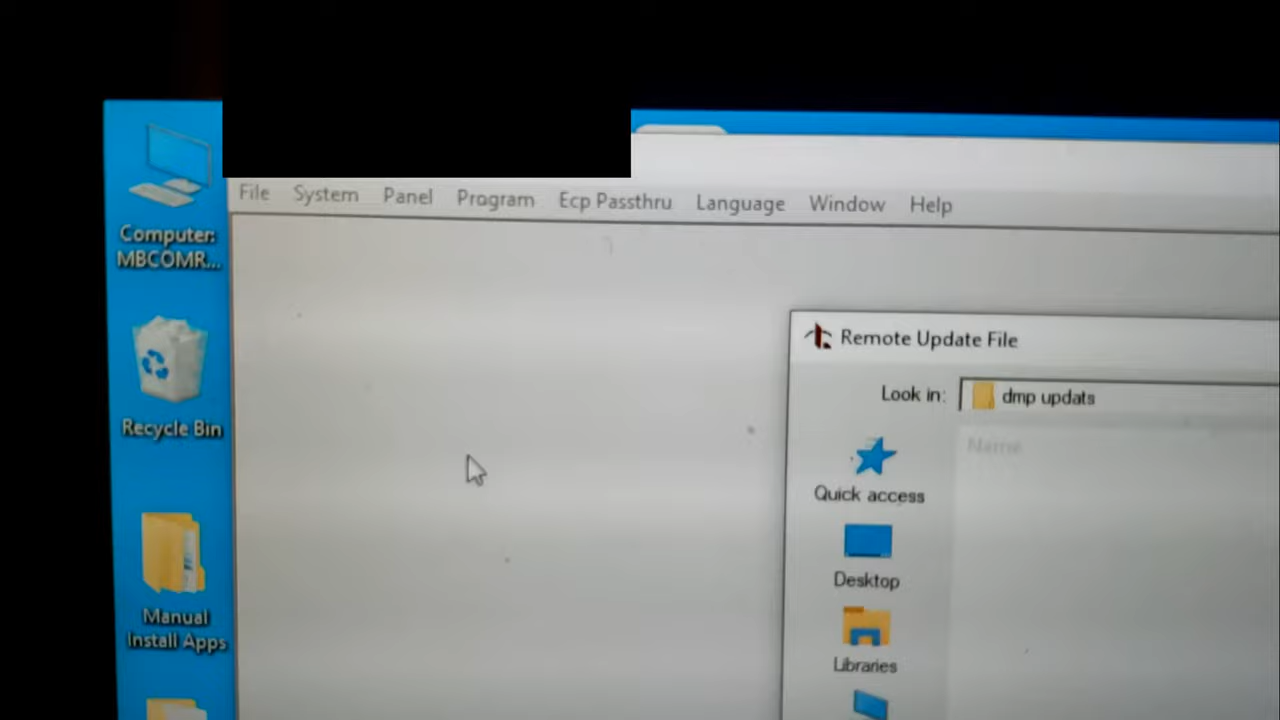 File System Panel Program Ecp Passthru Language Window Help
Computer:
MBCOMR...
Recycle Bin
Manual
Install Apps
Remote Update File
Look in: dmp updats
Name
Quick access
Desktop
Libraries